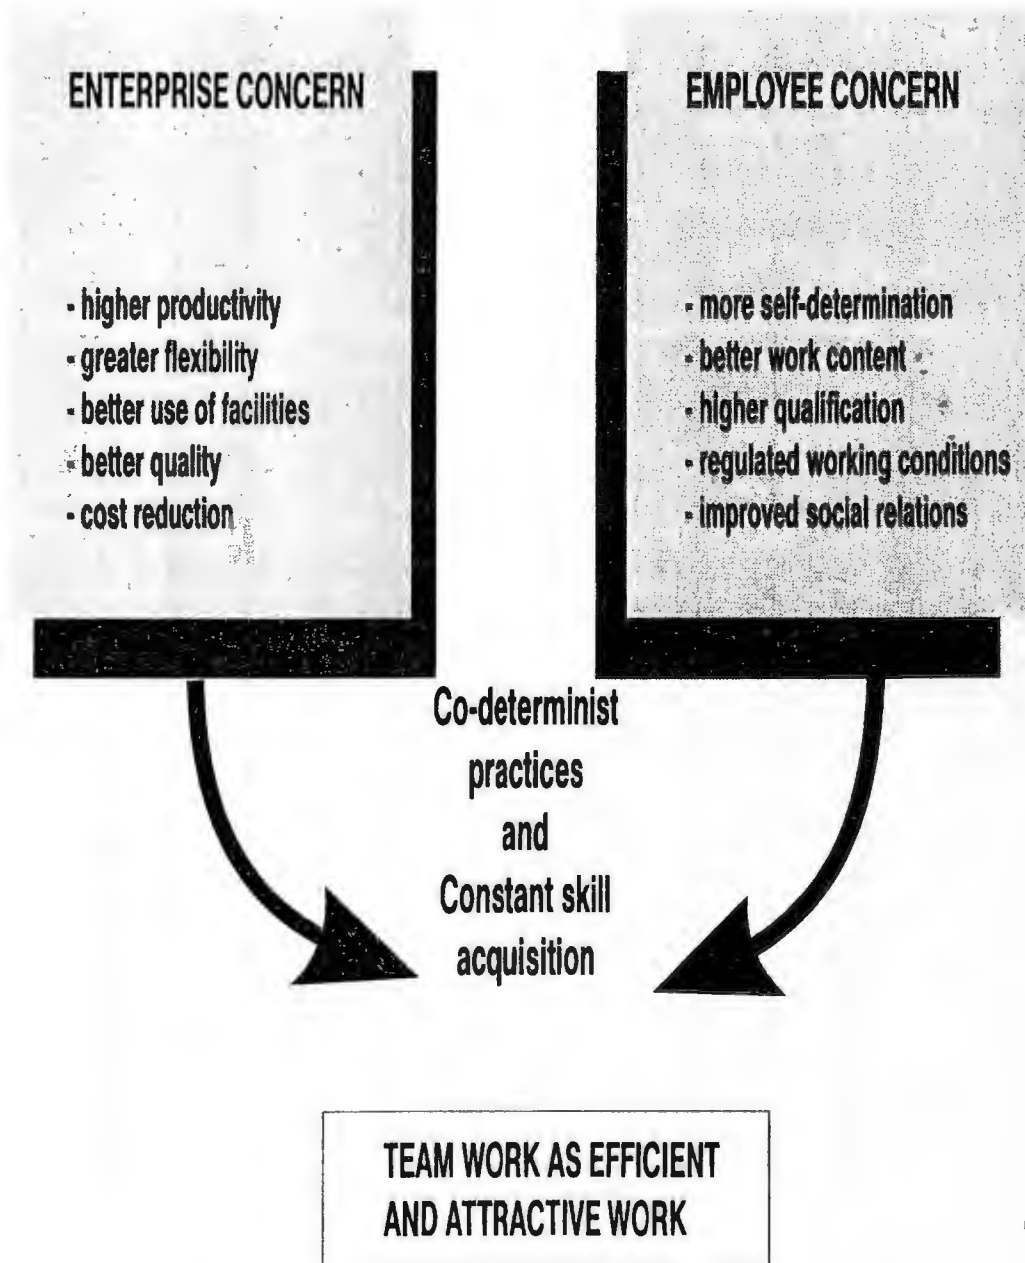 ENTERPRISE CONCERN
- higher productivity
- greater flexibility
- better use of facilities
- better quality
- cost reduction
EMPLOYEE CONCERN
- more self-determination
- better work content
- higher qualification
- regulated working conditions
- improved social relations
Co-determinist
practices
and
Constant skill
acquisition
TEAM WORK AS EFFICIENT
AND ATTRACTIVE WORK